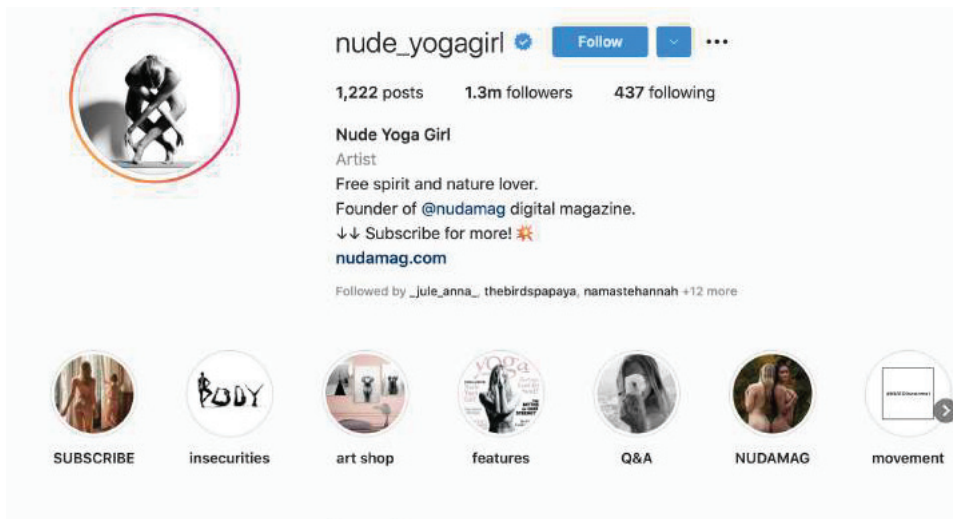 nude_yogagirl Follow
1,222 posts 1.3m followers 437 following
Nude Yoga Girl
Artist
Free spirit and nature lover.
Founder of @nudamag digital magazine.
↓↓ Subscribe for more! 💥
nudamag.com
Followed by _jule_anna_, thebirdspapaya, namastehannah +12 more
BODY
yoga
SUBSCRIBE insecurities art shop features Q&A NUDAMAG movement